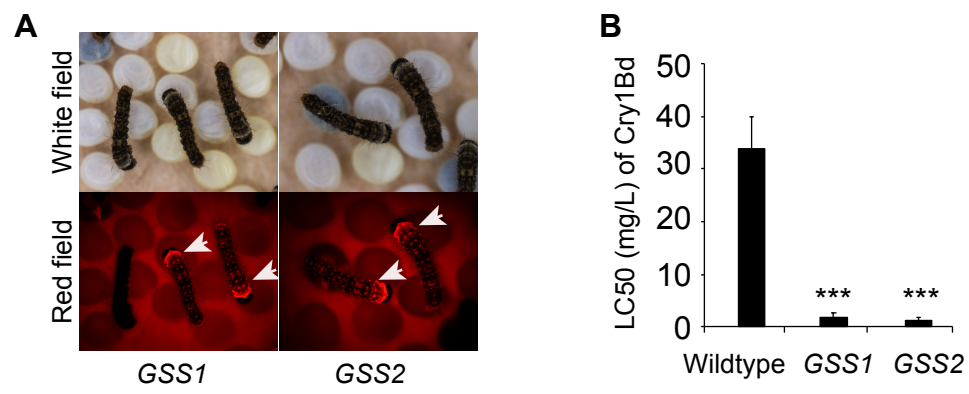 A
White field
Red field
GSS1
GSS2
B
LC50 (mg/L) of Cry1Bd
50
40
30
20
10
0
***
***
Wildtype
GSS1
GSS2